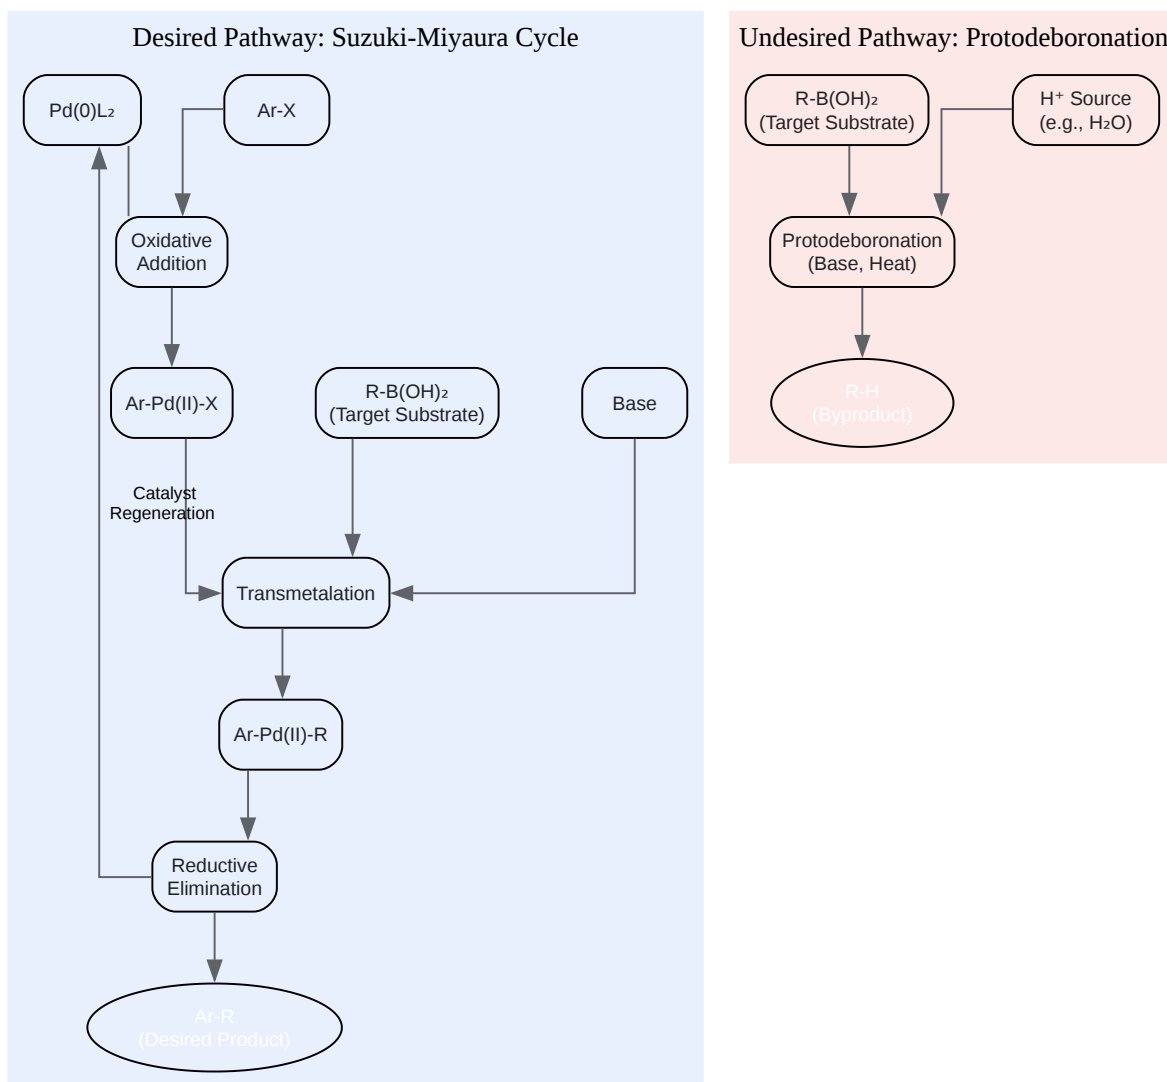 Desired Pathway: Suzuki-Miyaura Cycle
Pd(0)L₂
Ar-X
Oxidative
Addition
Ar-Pd(II)-X
R-B(OH)₂
(Target Substrate)
Base
Catalyst
Regeneration
Transmetalation
Ar-Pd(II)-R
Reductive
Elimination
Ar-R
(Desired Product)
Undesired Pathway: Protodeboronation
R-B(OH)₂
(Target Substrate)
H⁺ Source
(e.g., H₂O)
Protodeboronation
(Base, Heat)
R-H
(Byproduct)